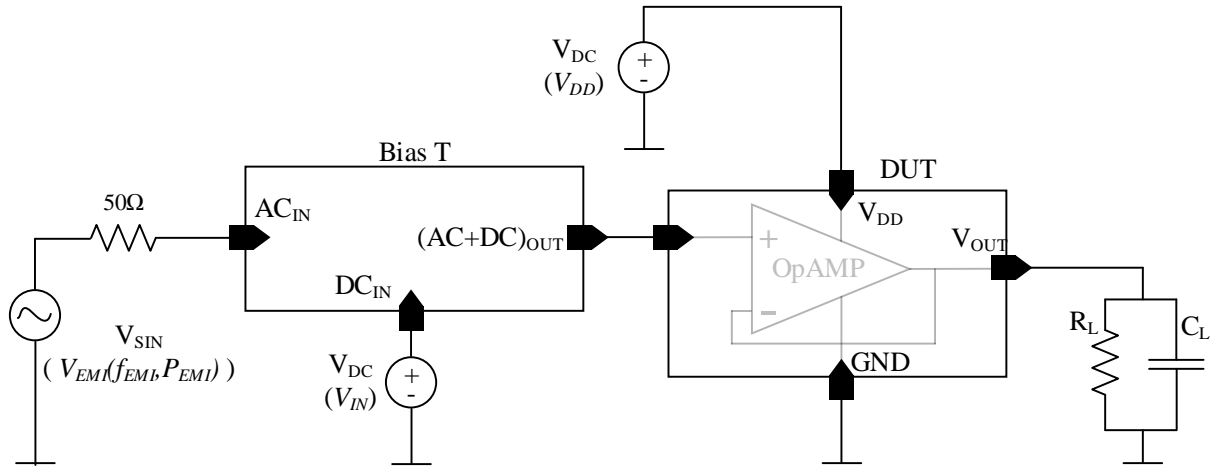 V_DC
(V_DD)
+
-
Bias T
DUT
50Ω
AC_IN
(AC+DC)_OUT
DC_IN
V_DD
V_OUT
+
OpAMP
-
GND
V_SIN
( V_EMI(f_EMI,P_EMI) )
V_DC
(V_IN)
+
-
R_L
C_L